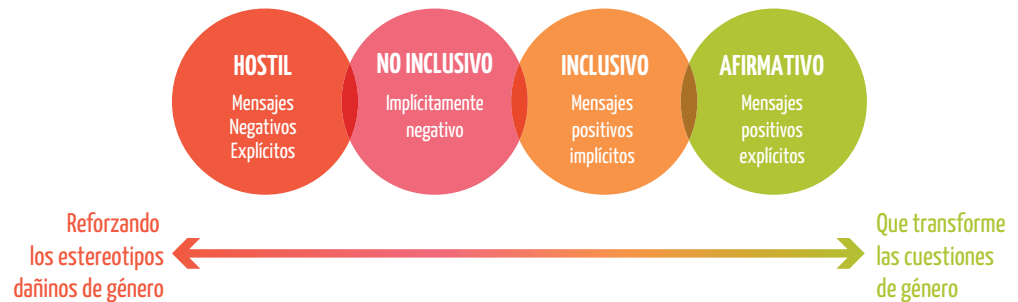 HOSTIL
Mensajes
Negativos
Explícitos
NO INCLUSIVO
Implícitamente
negativo
INCLUSIVO
Mensajes
positivos
implícitos
AFIRMATIVO
Mensajes
positivos
explícitos
Reforzando
los estereotipos
dañinos de género
Que transforme
las cuestiones
de género